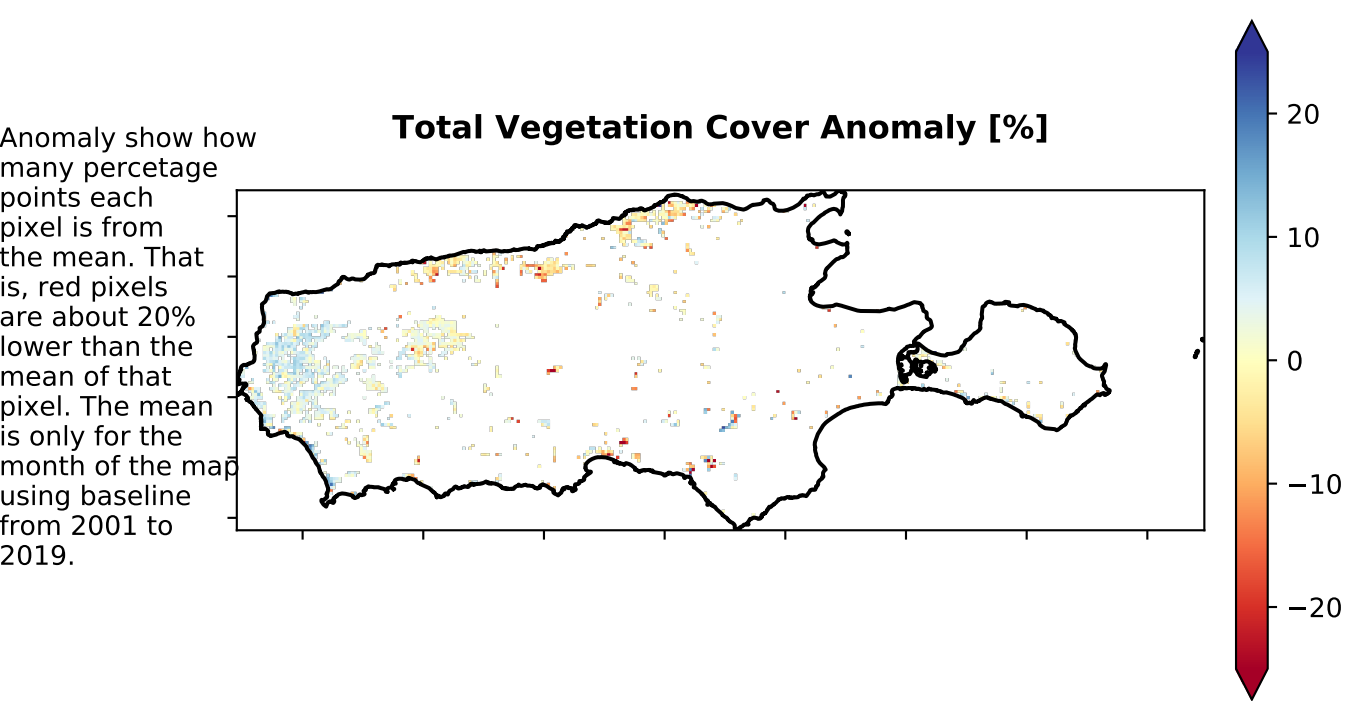 Total Vegetation Cover Anomaly [%]
Anomaly show how
many percetage
points each
pixel is from
the mean. That
is, red pixels
are about 20%
lower than the
mean of that
pixel. The mean
is only for the
month of the map
using baseline
from 2001 to
2019.
20
10
0
−10
−20